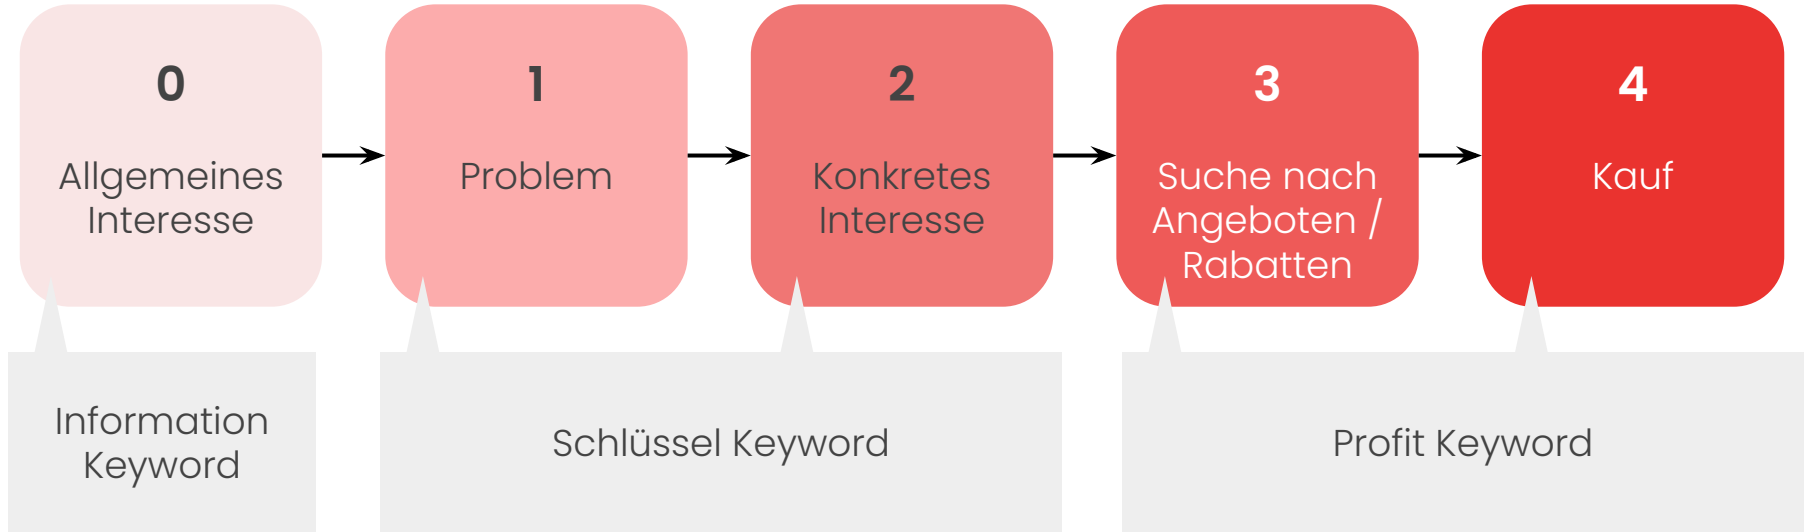 0
Allgemeines
Interesse
1
Problem
2
Konkretes
Interesse
3
Suche nach
Angeboten /
Rabatten
4
Kauf
Information
Keyword
Schlüssel Keyword
Profit Keyword